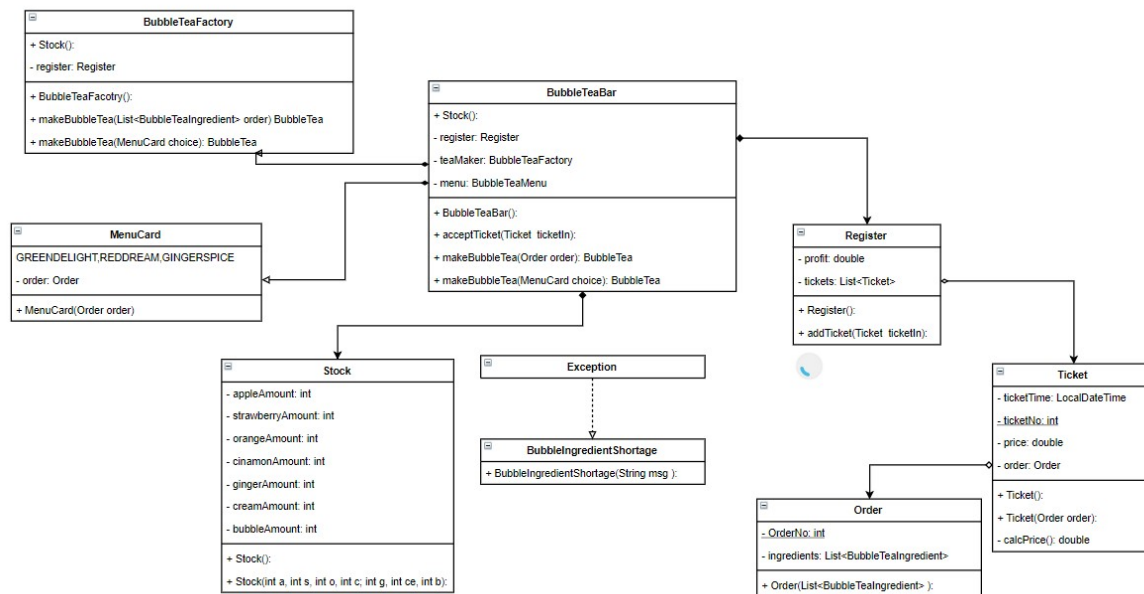 BubbleTeaFactory
+ Stock():
- register: Register
+ BubbleTeaFacotry():
+ makeBubbleTea(List<BubbleTeaIngredient> order) BubbleTea
+ makeBubbleTea(MenuCard choice): BubbleTea
BubbleTeaBar
+ Stock():
- register: Register
- teaMaker: BubbleTeaFactory
- menu: BubbleTeaMenu
+ BubbleTeaBar():
+ acceptTicket(Ticket ticketIn):
+ makeBubbleTea(Order order): BubbleTea
+ makeBubbleTea(MenuCard choice): BubbleTea
MenuCard
GREENDELIGHT,REDDREAM,GINGERSPICE
- order: Order
+ MenuCard(Order order)
Register
- profit: double
- tickets: List<Ticket>
+ Register():
+ addTicket(Ticket ticketIn):
Stock
- appleAmount: int
- strawberryAmount: int
- orangeAmount: int
- cinamonAmount: int
- gingerAmount: int
- creamAmount: int
- bubbleAmount: int
+ Stock():
+ Stock(int a, int s, int o, int c; int g, int ce, int b):
Exception
BubbleIngredientShortage
+ BubbleIngredientShortage(String msg ):
Ticket
- ticketTime: LocalDateTime
- ticketNo: int
- price: double
- order: Order
+ Ticket():
+ Ticket(Order order):
- calcPrice(): double
Order
- OrderNo: int
- ingredients: List<BubbleTeaIngredient>
+ Order(List<BubbleTeaIngredient> ):